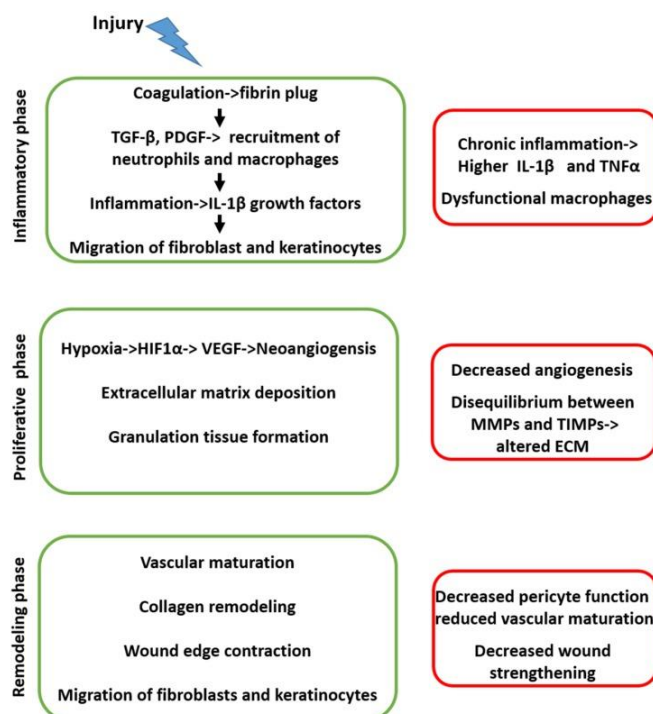 Injury
Inflammatory phase
Coagulation->fibrin plug
TGF-β, PDGF-> recruitment of
neutrophils and macrophages
Inflammation->IL-1β growth factors
Migration of fibroblast and keratinocytes
Chronic inflammation->
Higher IL-1β and TNFα
Dysfunctional macrophages
Proliferative phase
Hypoxia->HIF1α-> VEGF->Neoangiogensis
Extracellular matrix deposition
Granulation tissue formation
Decreased angiogenesis
Disequilibrium between
MMPs and TIMPs->
altered ECM
Remodeling phase
Vascular maturation
Collagen remodeling
Wound edge contraction
Migration of fibroblasts and keratinocytes
Decreased pericyte function
reduced vascular maturation
Decreased wound
strengthening